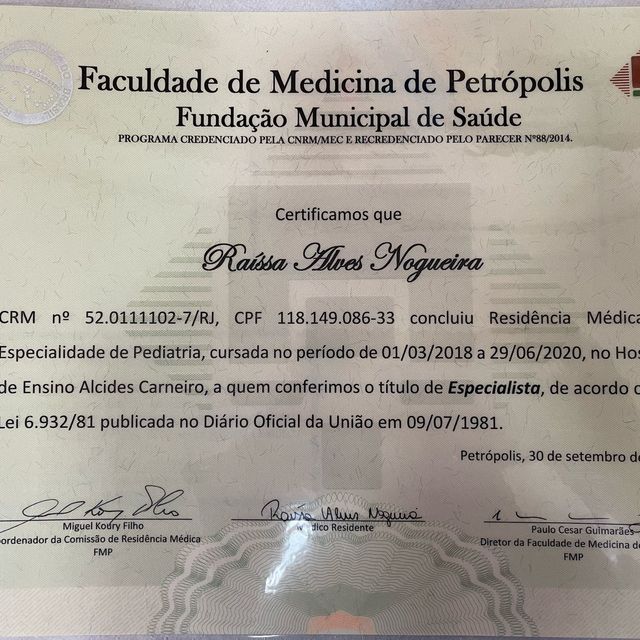 Faculdade de Medicina de Petrópolis
Fundação Municipal de Saúde
PROGRAMA CREDENCIADO PELA CNRM/MEC E RECREDENCIADO PELO PARECER Nº88/2014.
Certificamos que
Raíssa Alves Nogueira
CRM nº 52.0111102-7/RJ, CPF 118.149.086-33 concluiu Residência Médica
Especialidade de Pediatria, cursada no período de 01/03/2018 a 29/06/2020, no Hos
de Ensino Alcides Carneiro, a quem conferimos o título de Especialista, de acordo c
Lei 6.932/81 publicada no Diário Oficial da União em 09/07/1981.
Petrópolis, 30 de setembro de
Raíssa Alves Nogueira
Miguel Koury Filho
Médico Residente
Paulo Cesar Guimarães
oordenador da Comissão de Residência Médica
Diretor da Faculdade de Medicina de
FMP
FMP